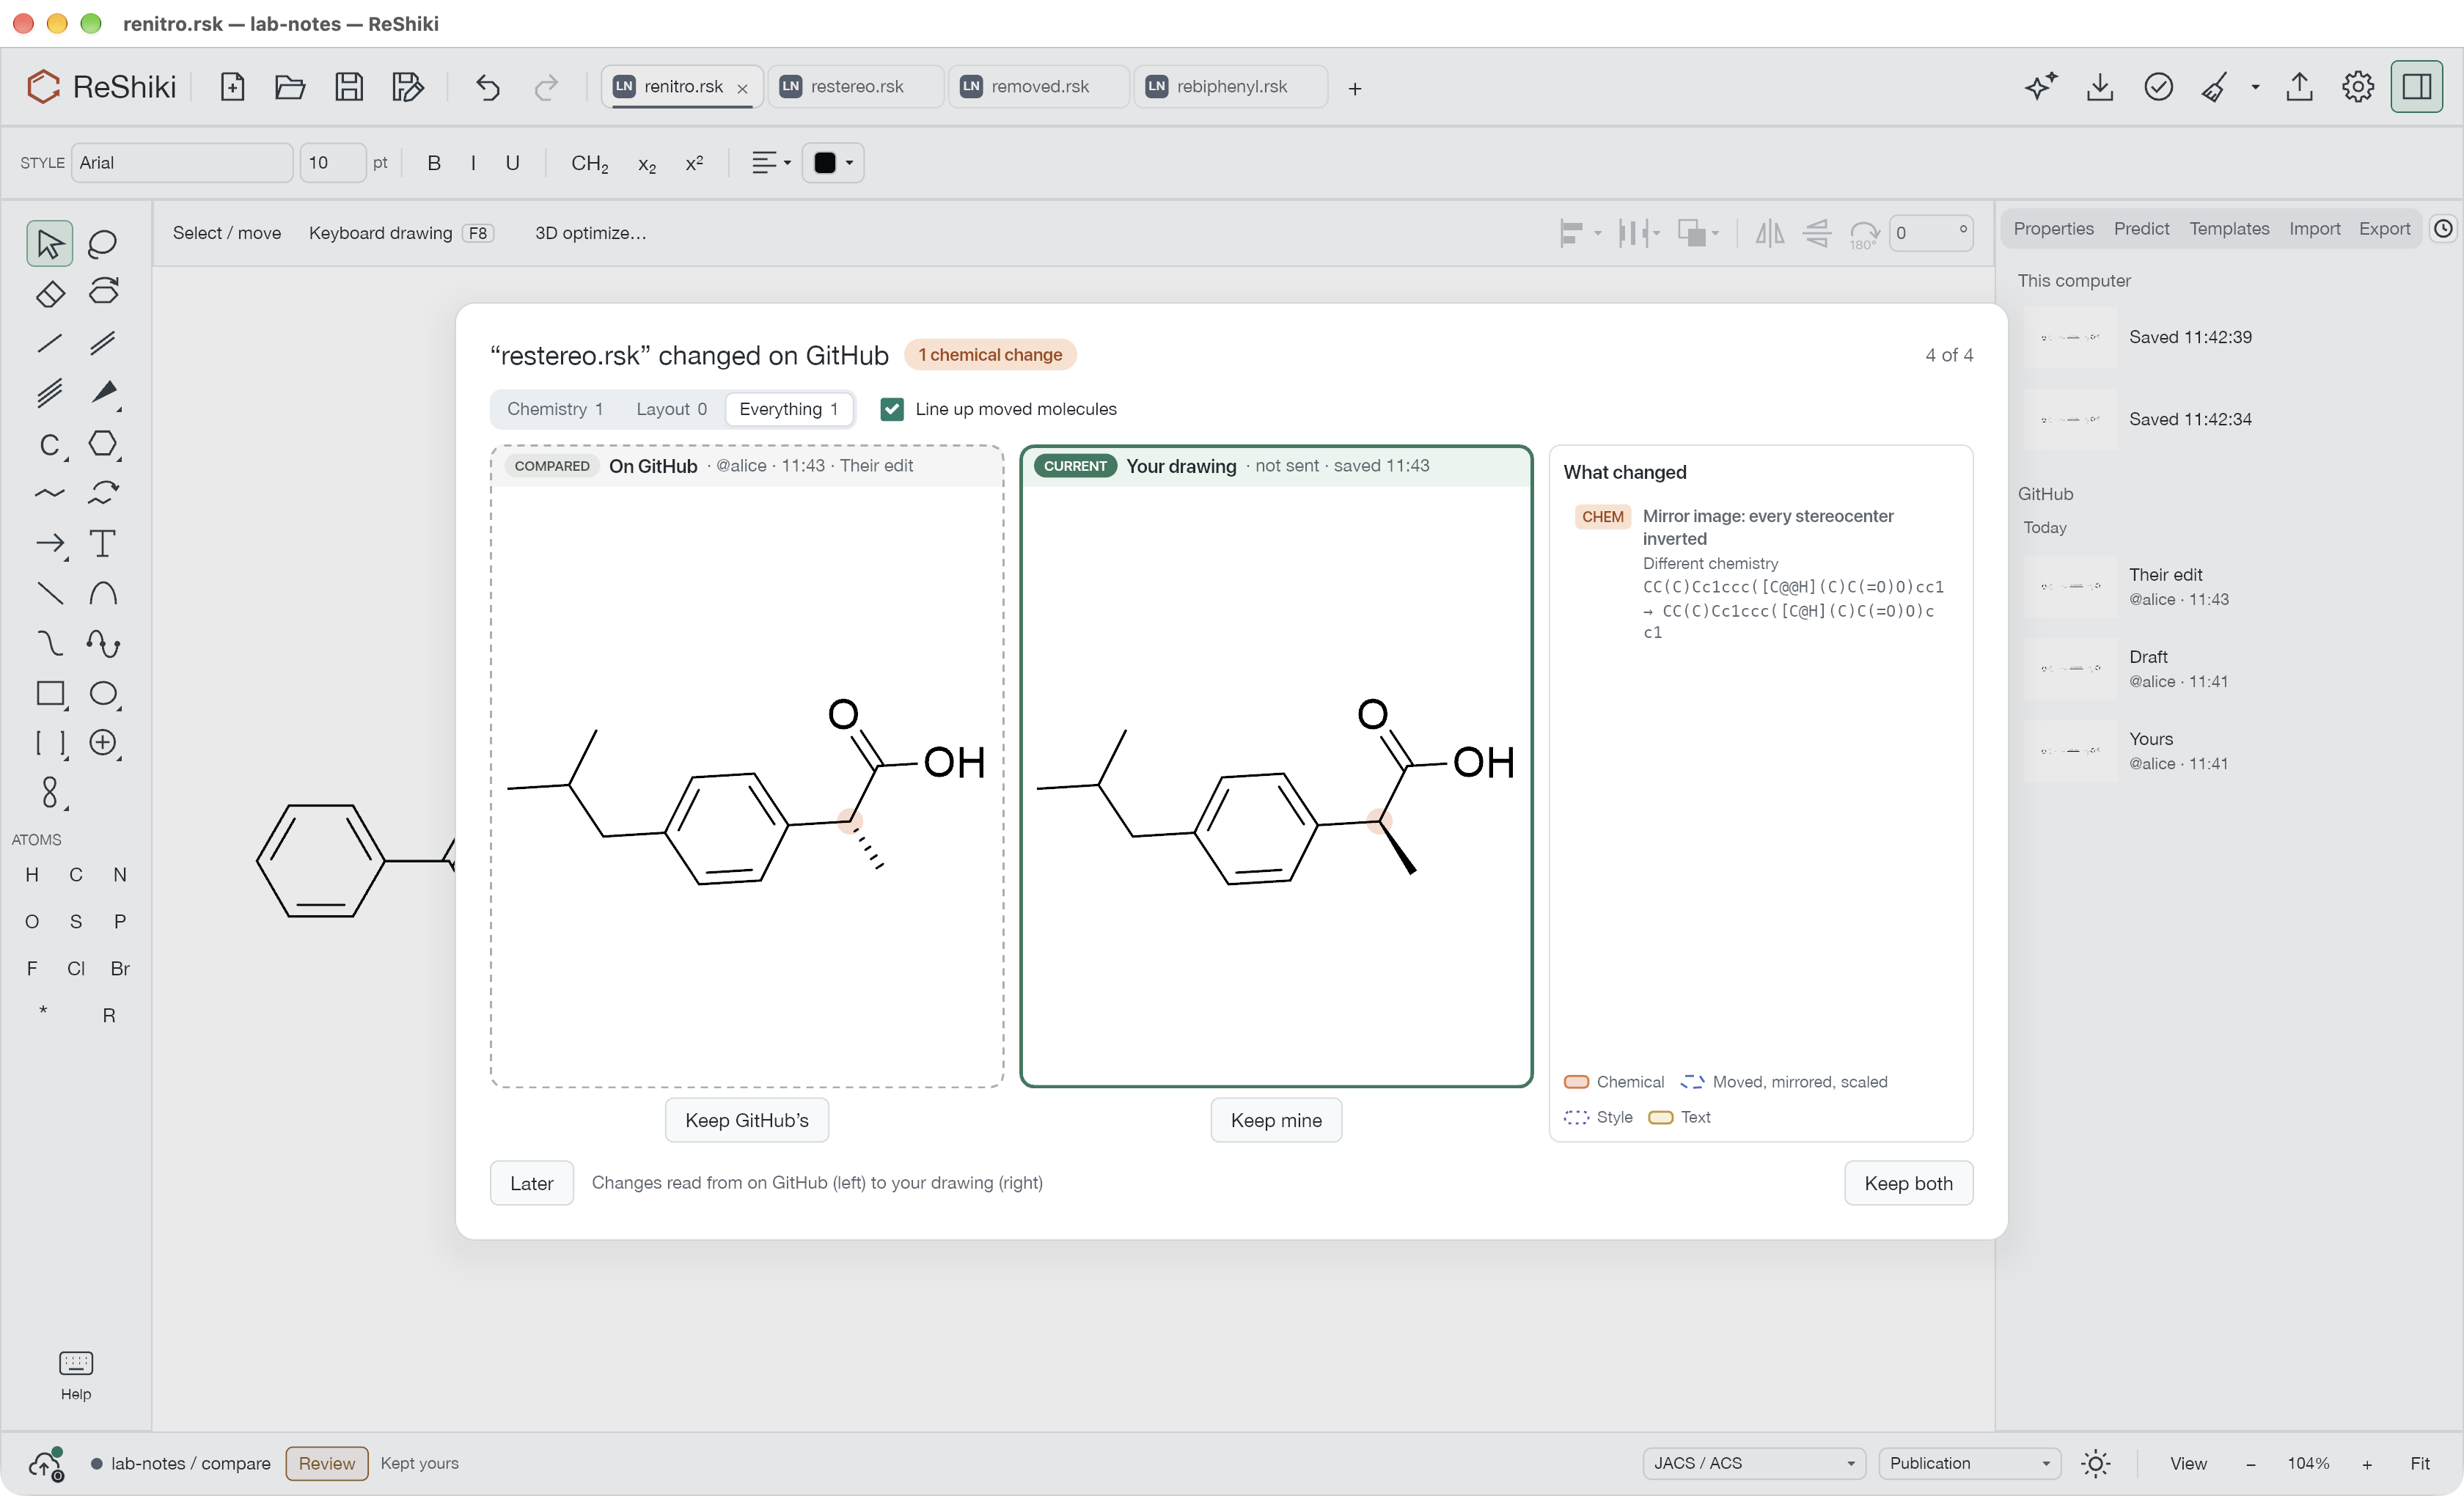 renitro.rsk — lab-notes — ReShiki
ReShiki
LN renitro.rsk ×
LN restereo.rsk
LN removed.rsk
LN rebiphenyl.rsk
+
STYLE Arial 10 pt B I U CH₂ x₂ x²
Select / move Keyboard drawing F8 3D optimize...
180° 0 °
Properties Predict Templates Import Export
This computer
Saved 11:42:39
Saved 11:42:34
GitHub
Today
Their edit
@alice · 11:43
Draft
@alice · 11:41
Yours
@alice · 11:41
C
T
[ ]
ATOMS
H C N
O S P
F Cl Br
* R
Help
“restereo.rsk” changed on GitHub 1 chemical change 4 of 4
Chemistry 1 Layout 0 Everything 1 Line up moved molecules
COMPARED On GitHub · @alice · 11:43 · Their edit
O
OH
CURRENT Your drawing · not sent · saved 11:43
O
OH
What changed
CHEM Mirror image: every stereocenter
inverted
Different chemistry
CC(C)Cc1ccc([C@@H](C)C(=O)O)cc1
→ CC(C)Cc1ccc([C@H](C)C(=O)O)c
c1
Chemical Moved, mirrored, scaled
Style Text
Keep GitHub’s
Keep mine
Later Changes read from on GitHub (left) to your drawing (right) Keep both
0 lab-notes / compare Review Kept yours
JACS / ACS Publication View − 104% + Fit